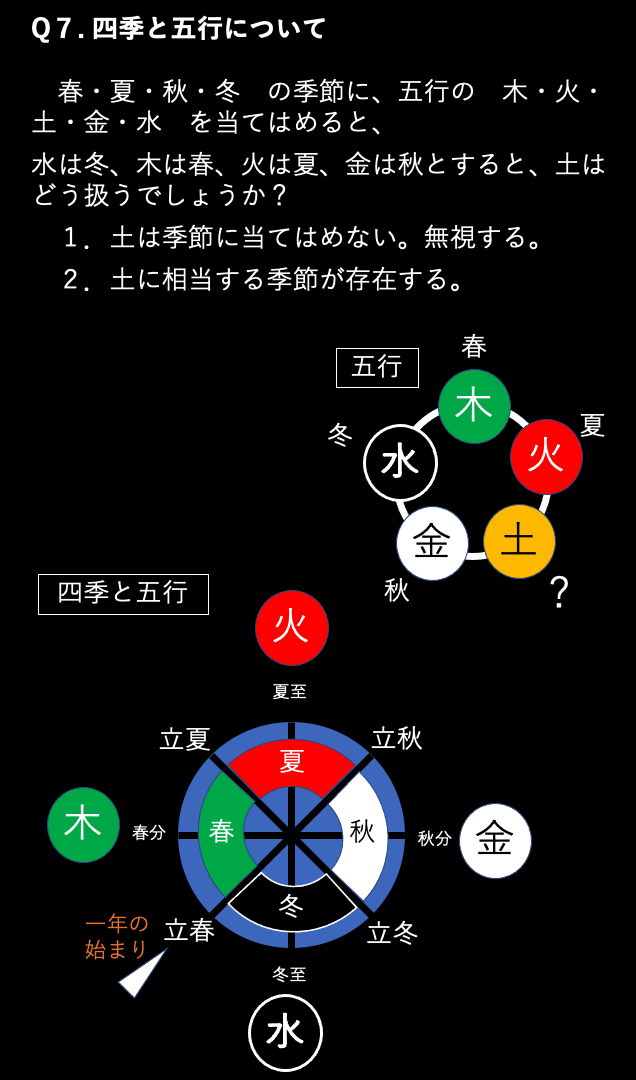 Q７. 四季と五行について
春・夏・秋・冬　の季節に、五行の　木・火・
土・金・水　を当てはめると、
水は冬、木は春、火は夏、金は秋とすると、土は
どう扱うでしょうか？
１．土は季節に当てはめない。無視する。
２．土に相当する季節が存在する。
春
五行
木
夏
冬
火
水
金
土
秋
？
四季と五行
火
夏至
立夏
立秋
夏
木
春分
春
秋
秋分
金
冬
一年の
始まり
立春
立冬
冬至
水